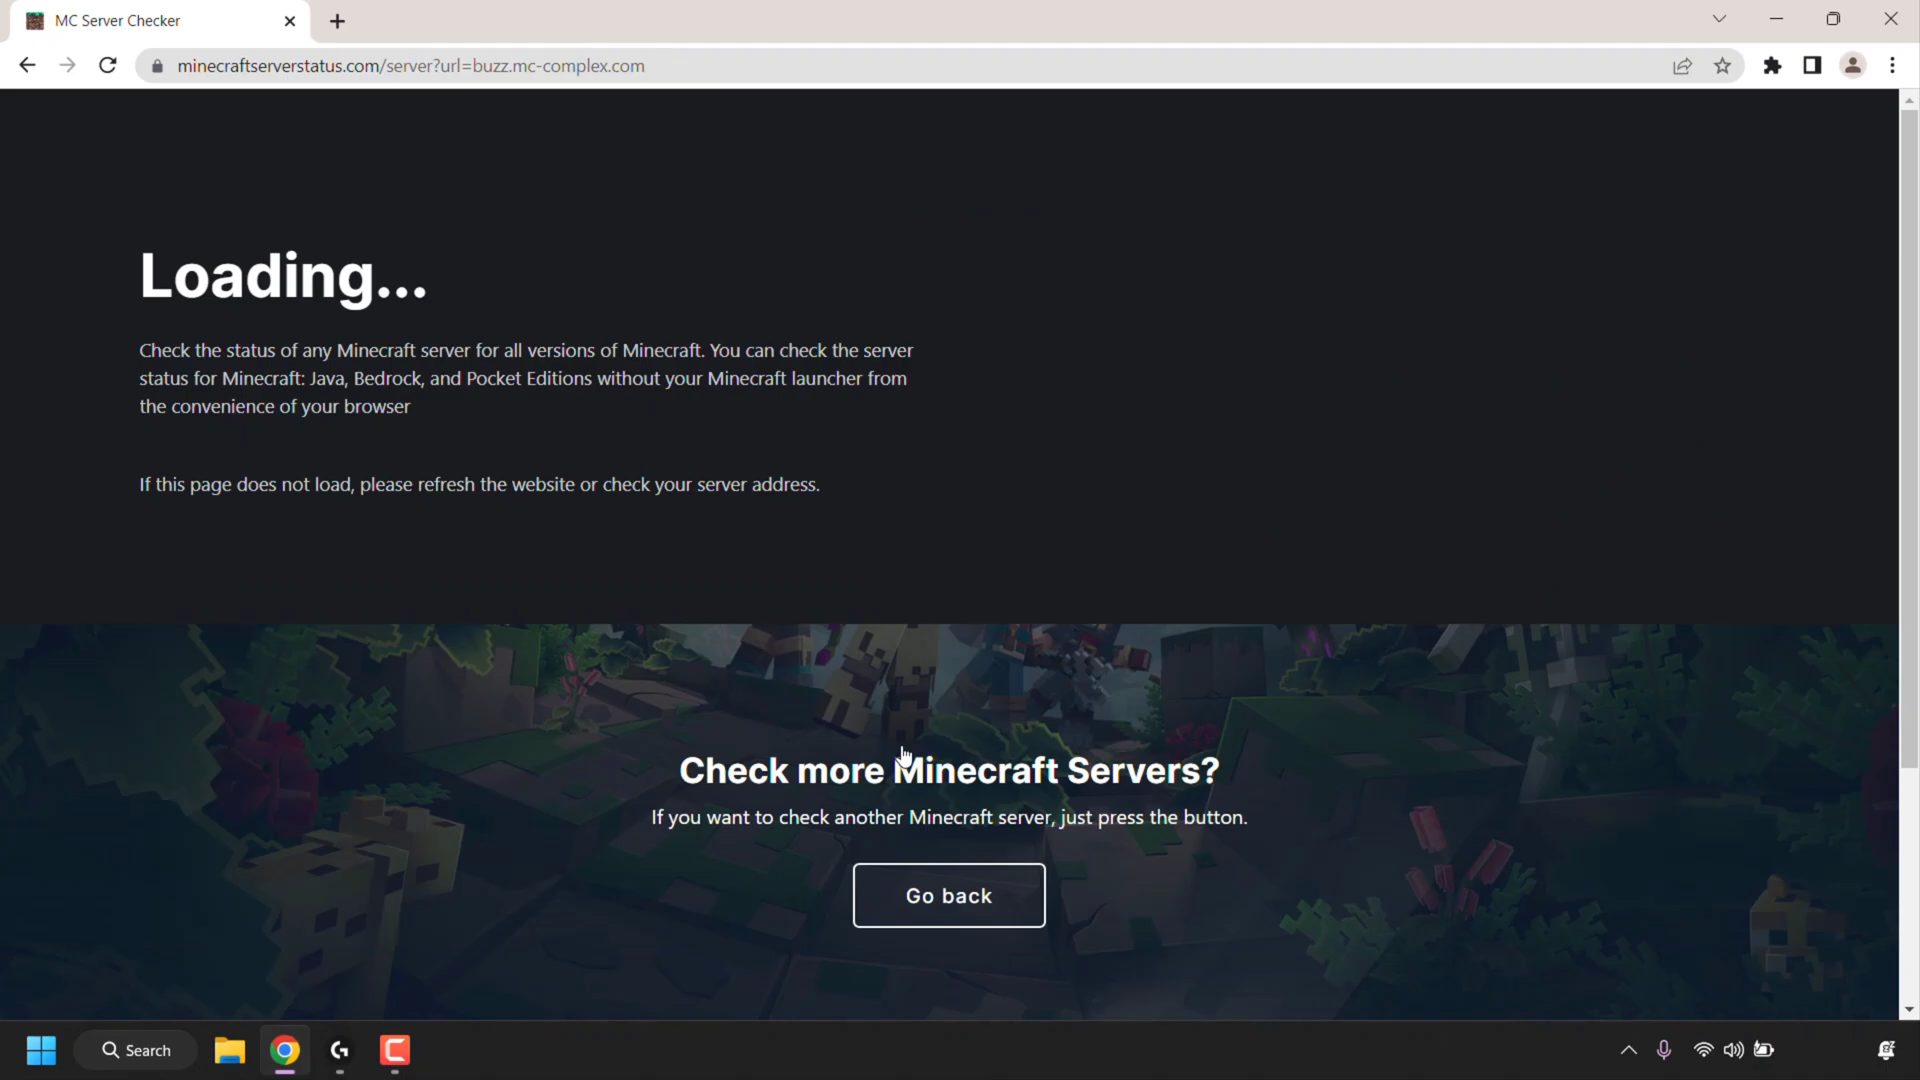 MC Server Checker
minecraftserverstatus.com/server?url=buzz.mc-complex.com
Loading...
Check the status of any Minecraft server for all versions of Minecraft. You can check the server
status for Minecraft: Java, Bedrock, and Pocket Editions without your Minecraft launcher from
the convenience of your browser
If this page does not load, please refresh the website or check your server address.
Check more Minecraft Servers?
If you want to check another Minecraft server, just press the button.
Go back
Search